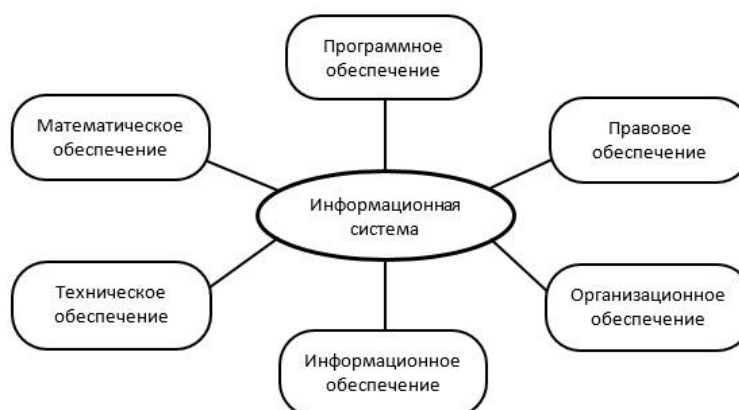 Программное
обеспечение
Математическое
обеспечение
Правовое
обеспечение
Информационная
система
Техническое
обеспечение
Организационное
обеспечение
Информационное
обеспечение